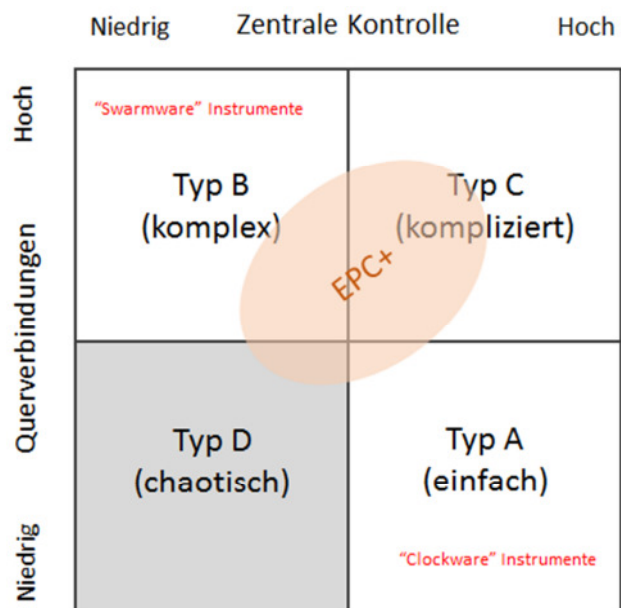 Niedrig Zentrale Kontrolle Hoch
Hoch
Querverbindungen
Niedrig
"Swarmware" Instrumente
Typ B
(komplex)
Typ C
(kompliziert)
EPC+
Typ D
(chaotisch)
Typ A
(einfach)
"Clockware" Instrumente